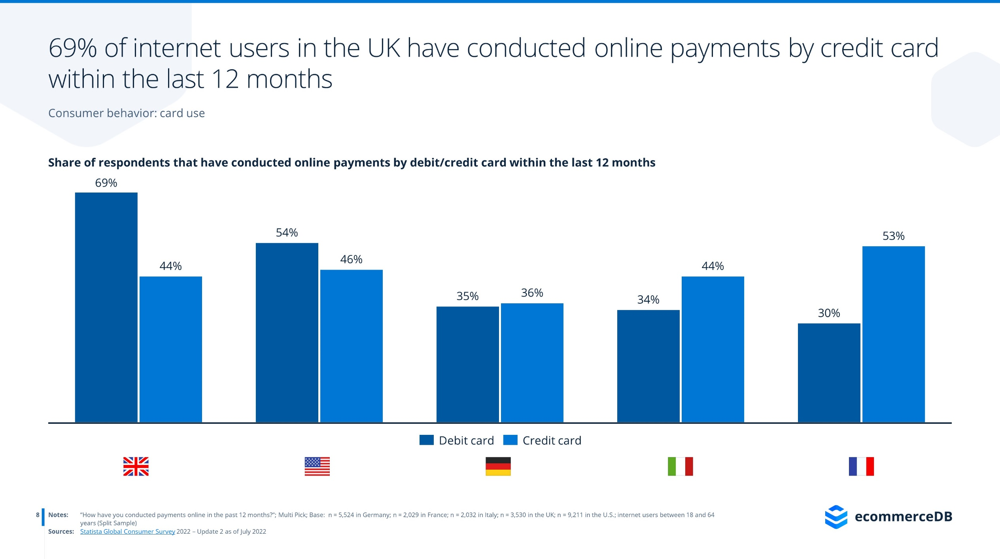 69% of internet users in the UK have conducted online payments by credit card
within the last 12 months
Consumer behavior: card use
Share of respondents that have conducted online payments by debit/credit card within the last 12 months
69%
44%
54%
46%
35%
36%
34%
44%
30%
53%
Debit card
Credit card
8
Notes: “How have you conducted payments online in the past 12 months?“; Multi Pick; Base: n = 5,524 in Germany; n = 2,029 in France; n = 2,032 in Italy; n = 3,530 in the UK; n = 9,211 in the U.S.; internet users between 18 and 64
years (Split Sample)
Sources: Statista Global Consumer Survey 2022 – Update 2 as of July 2022
ecommerceDB